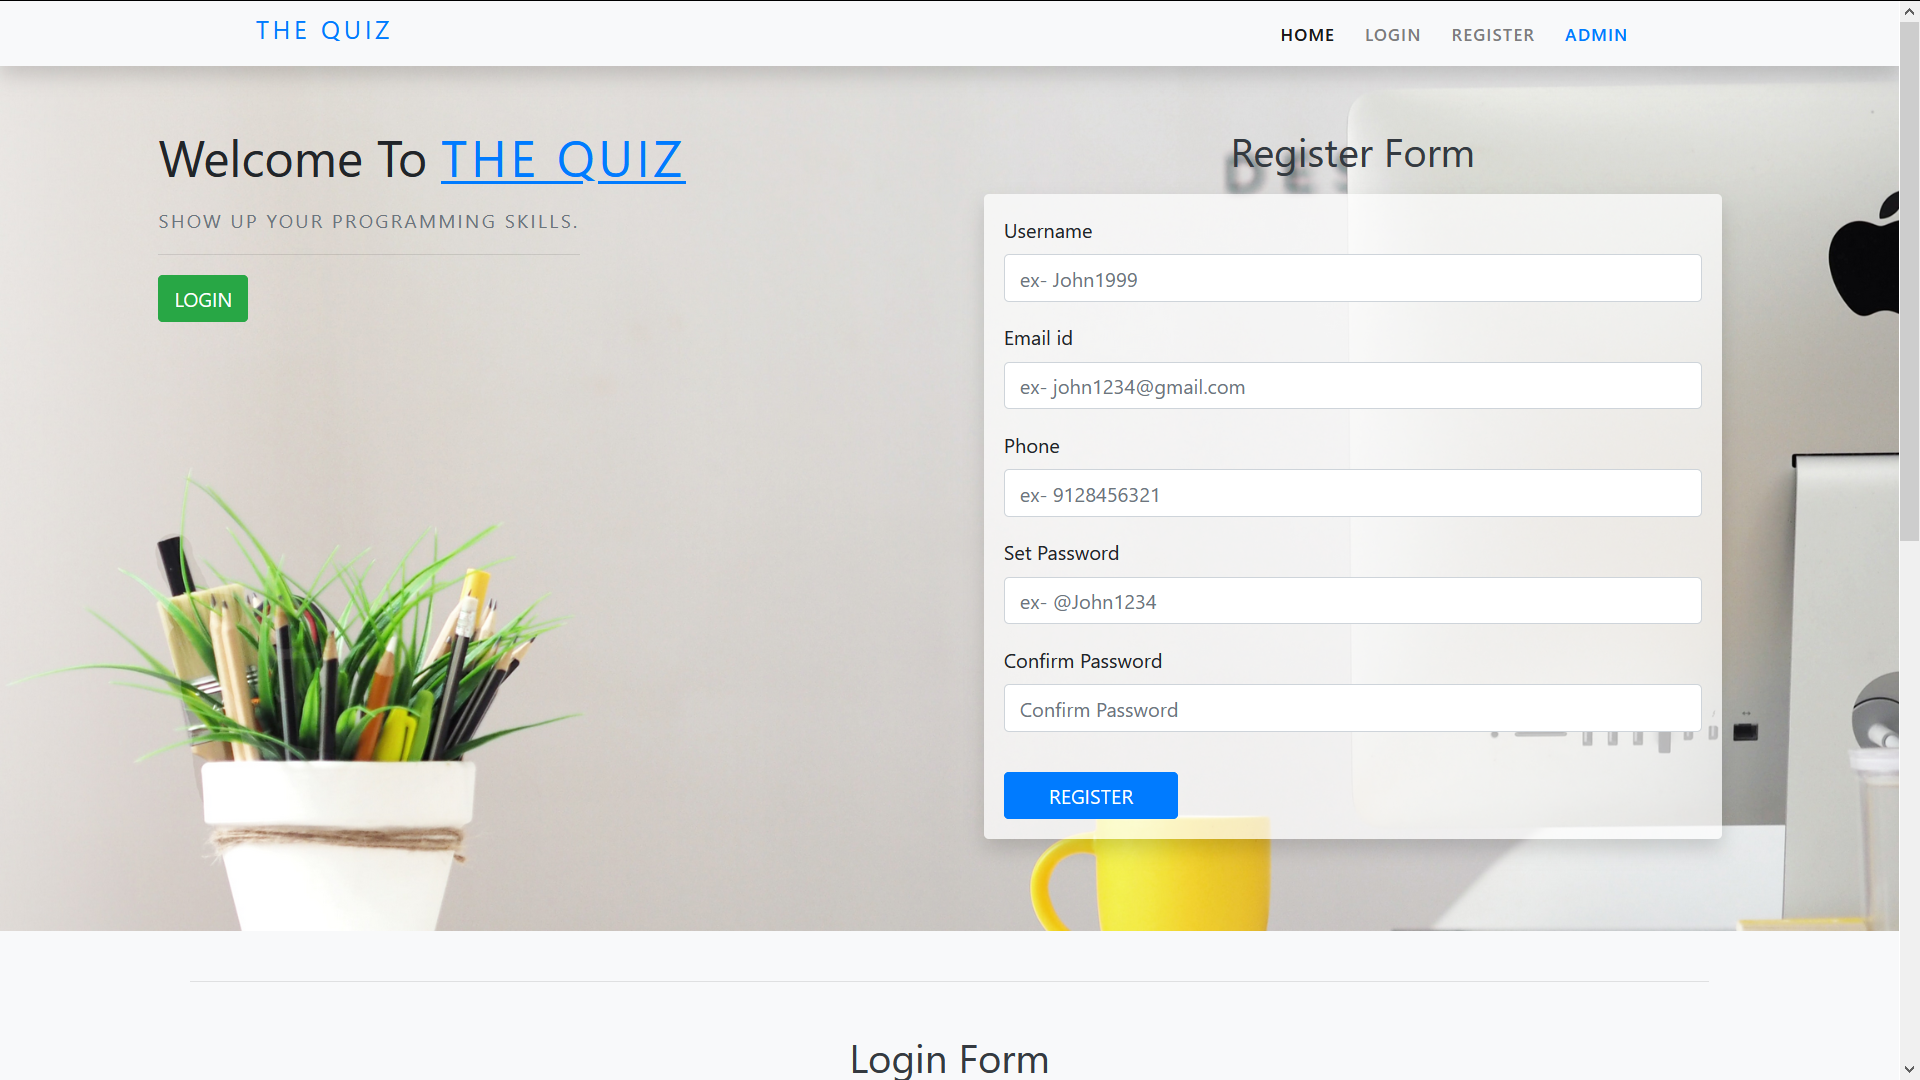 THE QUIZ
HOME LOGIN REGISTER ADMIN
Welcome To THE QUIZ
SHOW UP YOUR PROGRAMMING SKILLS.
LOGIN
Register Form
Username
ex- John1999
Email id
ex- john1234@gmail.com
Phone
ex- 9128456321
Set Password
ex- @John1234
Confirm Password
Confirm Password
REGISTER
Login Form